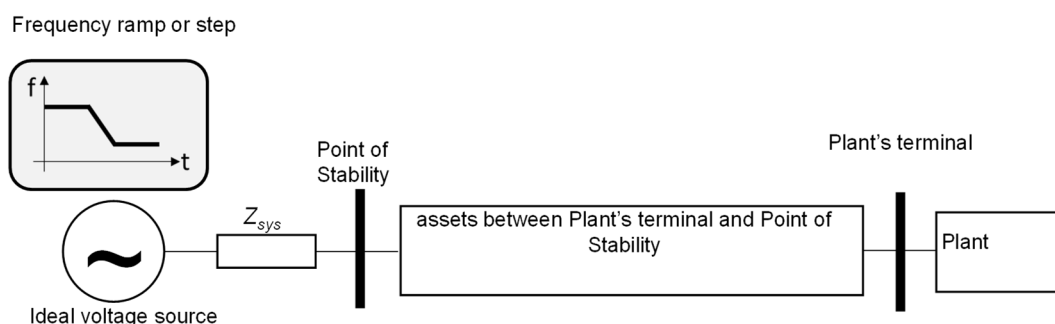 Frequency ramp or step
f
t
Point of
Stability
Plant's terminal
Zsys
assets between Plant's terminal and Point of
Stability
Plant
~
Ideal voltage source